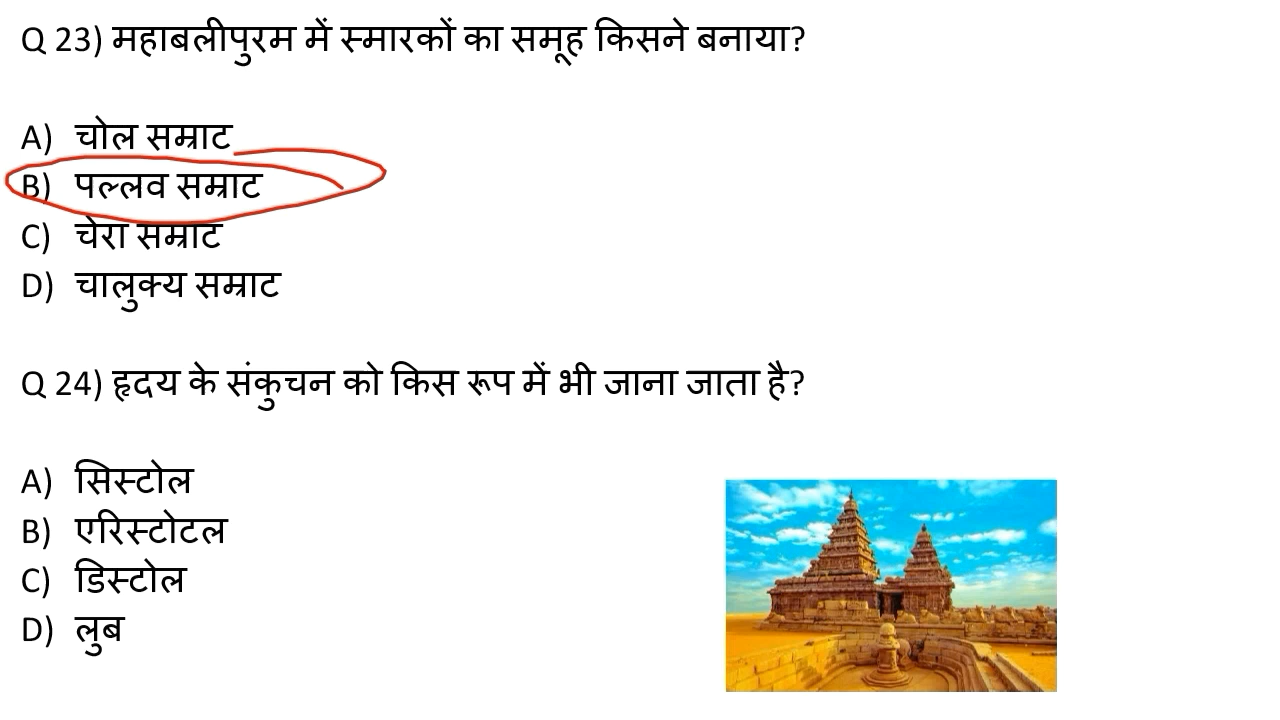 Q 23) महाबलीपुरम में स्मारकों का समूह किसने बनाया?
A) चोल सम्राट
B) पल्लव सम्राट
C) चेरा सम्राट
D) चालुक्य सम्राट
Q 24) हृदय के संकुचन को किस रूप में भी जाना जाता है?
A) सिस्टोल
B) एरिस्टोटल
C) डिस्टोल
D) लुब